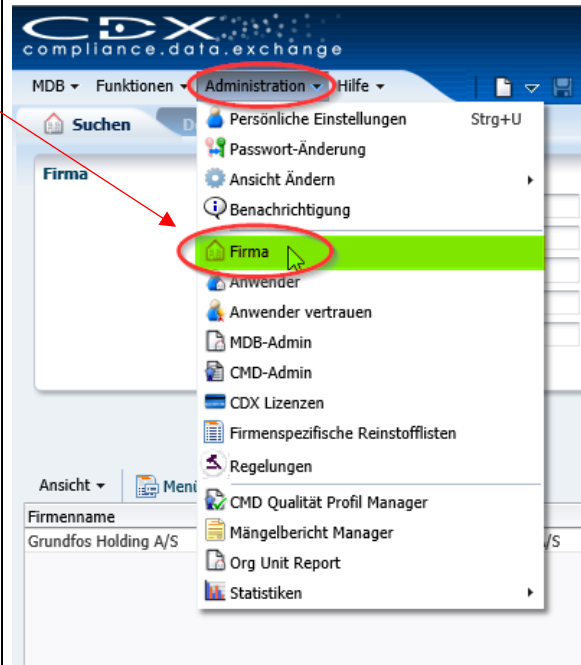 CDX
compliance.data.exchange
MDB Funktionen Administration Hilfe
Suchen D
Firma
Persönliche Einstellungen Strg+U
Passwort-Änderung
Ansicht Ändern
Benachrichtigung
Firma
Anwender
Anwender vertrauen
MDB-Admin
CMD-Admin
CDX Lizenzen
Firmenspezifische Reinstofflisten
Regelungen
CMD Qualität Profil Manager
Mängelbericht Manager
Org Unit Report
Statistiken
Ansicht Menü
Firmenname
Grundfos Holding A/S /S